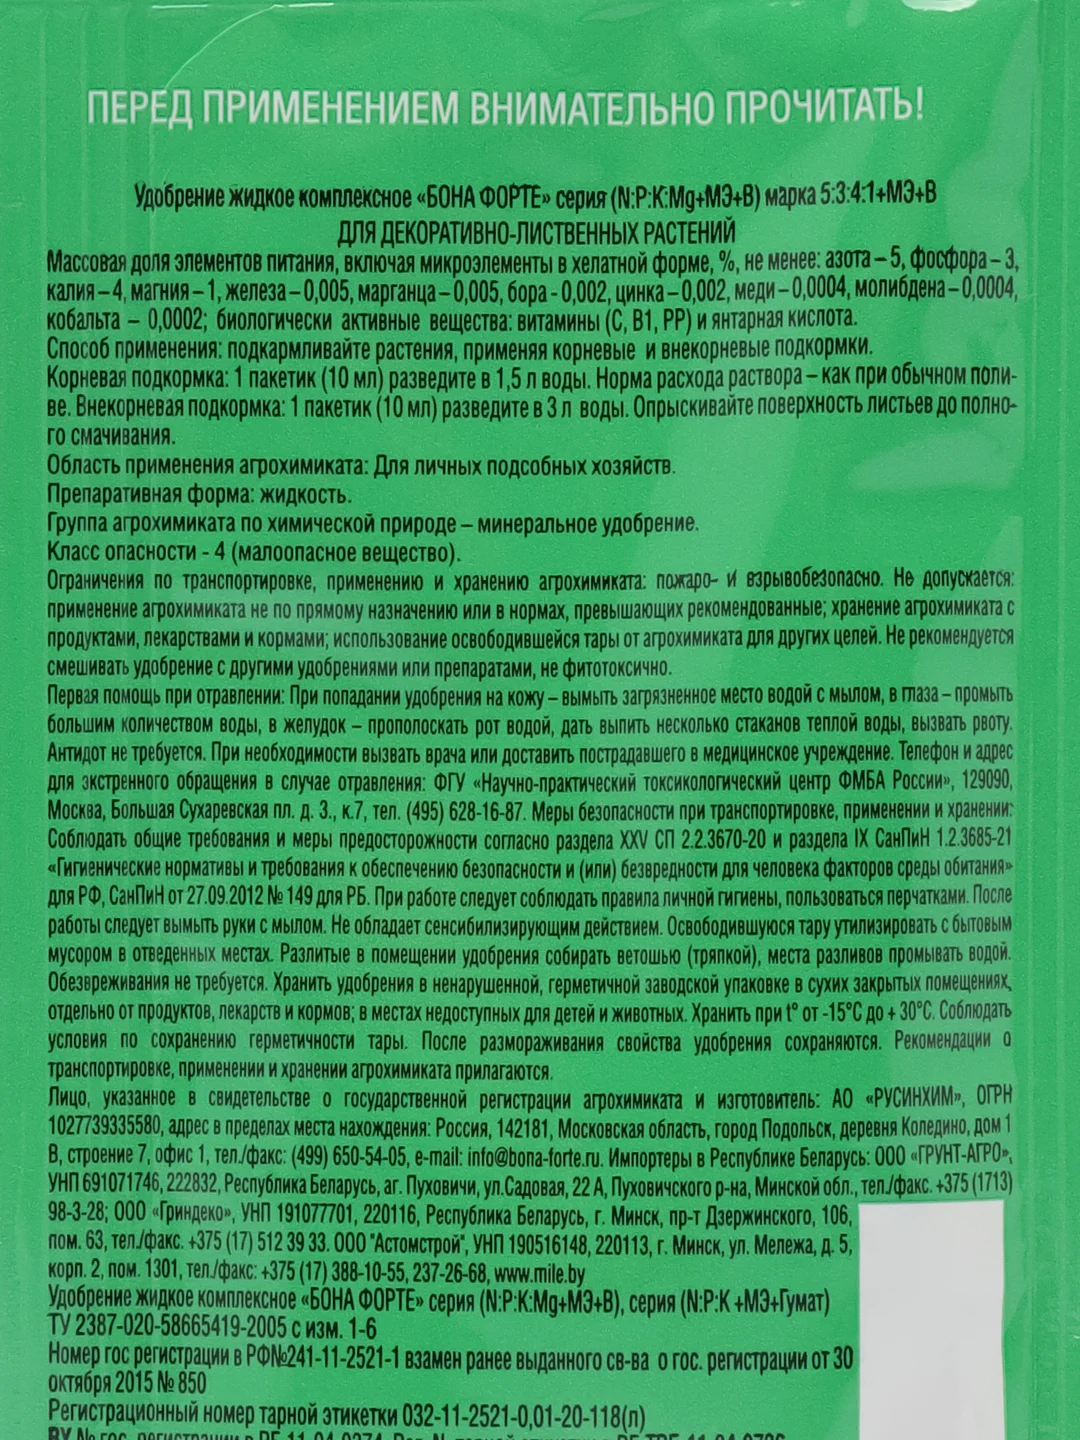 ПЕРЕД ПРИМЕНЕНИЕМ ВНИМАТЕЛЬНО ПРОЧИТАТЬ!
Удобрение жидкое комплексное «БОНА ФОРТЕ» серия (N:P:K:Mg+МЭ+В) марка 5:3:4:1+МЭ+В
ДЛЯ ДЕКОРАТИВНО-ЛИСТВЕННЫХ РАСТЕНИЙ
Массовая доля элементов питания, включая микроэлементы в хелатной форме, %, не менее: азота – 5, фосфора – 3,
калия – 4, магния – 1, железа – 0,005, марганца – 0,005, бора - 0,002, цинка – 0,002, меди – 0,0004, молибдена – 0,0004,
кобальта – 0,0002; биологически активные вещества: витамины (С, В1, РР) и янтарная кислота.
Способ применения: подкармливайте растения, применяя корневые и внекорневые подкормки.
Корневая подкормка: 1 пакетик (10 мл) разведите в 1,5 л воды. Норма расхода раствора – как при обычном поли-
ве. Внекорневая подкормка: 1 пакетик (10 мл) разведите в 3 л воды. Опрыскивайте поверхность листьев до полно-
го смачивания.
Область применения агрохимиката: Для личных подсобных хозяйств.
Препаративная форма: жидкость.
Группа агрохимиката по химической природе – минеральное удобрение.
Класс опасности - 4 (малоопасное вещество).
Ограничения по транспортировке, применению и хранению агрохимиката: пожаро- и взрывобезопасно. Не допускается:
применение агрохимиката не по прямому назначению или в нормах, превышающих рекомендованные; хранение агрохимиката с
продуктами, лекарствами и кормами; использование освободившейся тары от агрохимиката для других целей. Не рекомендуется
смешивать удобрение с другими удобрениями или препаратами, не фитотоксично.
Первая помощь при отравлении: При попадании удобрения на кожу – вымыть загрязненное место водой с мылом, в глаза – промыть
большим количеством воды, в желудок – прополоскать рот водой, дать выпить несколько стаканов теплой воды, вызвать рвоту.
Антидот не требуется. При необходимости вызвать врача или доставить пострадавшего в медицинское учреждение. Телефон и адрес
для экстренного обращения в случае отравления: ФГУ «Научно-практический токсикологический центр ФМБА России», 129090,
Москва, Большая Сухаревская пл. д. 3., к.7, тел. (495) 628-16-87. Меры безопасности при транспортировке, применении и хранении:
Соблюдать общие требования и меры предосторожности согласно раздела XXV СП 2.2.3670-20 и раздела IX СанПиН 1.2.3685-21
«Гигиенические нормативы и требования к обеспечению безопасности и (или) безвредности для человека факторов среды обитания»
для РФ, СанПиН от 27.09.2012 № 149 для РБ. При работе следует соблюдать правила личной гигиены, пользоваться перчатками. После
работы следует вымыть руки с мылом. Не обладает сенсибилизирующим действием. Освободившуюся тару утилизировать с бытовым
мусором в отведенных местах. Разлитые в помещении удобрения собирать ветошью (тряпкой), места разливов промывать водой.
Обезвреживания не требуется. Хранить удобрения в ненарушенной, герметичной заводской упаковке в сухих закрытых помещениях,
отдельно от продуктов, лекарств и кормов; в местах недоступных для детей и животных. Хранить при t° от -15°С до + 30°С. Соблюдать
условия по сохранению герметичности тары. После размораживания свойства удобрения сохраняются. Рекомендации о
транспортировке, применении и хранении агрохимиката прилагаются.
Лицо, указанное в свидетельстве о государственной регистрации агрохимиката и изготовитель: АО «РУСИНХИМ», ОГРН
1027739335580, адрес в пределах места нахождения: Россия, 142181, Московская область, город Подольск, деревня Коледино, дом 1
В, строение 7, офис 1, тел./факс: (499) 650-54-05, e-mail: info@bona-forte.ru. Импортеры в Республике Беларусь: ООО «ГРУНТ-АГРО»,
УНП 691071746, 222832, Республика Беларусь, аг. Пуховичи, ул.Садовая, 22 А, Пуховичского р-на, Минской обл., тел./факс. +375 (1713)
98-3-28; ООО «Гриндеко», УНП 191077701, 220116, Республика Беларусь, г. Минск, пр-т Дзержинского, 106,
пом. 63, тел./факс. +375 (17) 512 39 33. ООО "Астомстрой", УНП 190516148, 220113, г. Минск, ул. Мележа, д. 5,
корп. 2, пом. 1301, тел./факс: +375 (17) 388-10-55, 237-26-68, www.mile.by
Удобрение жидкое комплексное «БОНА ФОРТЕ» серия (N:P:K:Mg+МЭ+В), серия (N:P:K +МЭ+Гумат)
ТУ 2387-020-58665419-2005 с изм. 1-6
Номер гос регистрации в РФ№241-11-2521-1 взамен ранее выданного св-ва о гос. регистрации от 30
октября 2015 № 850
Регистрационный номер тарной этикетки 032-11-2521-0,01-20-118(л)